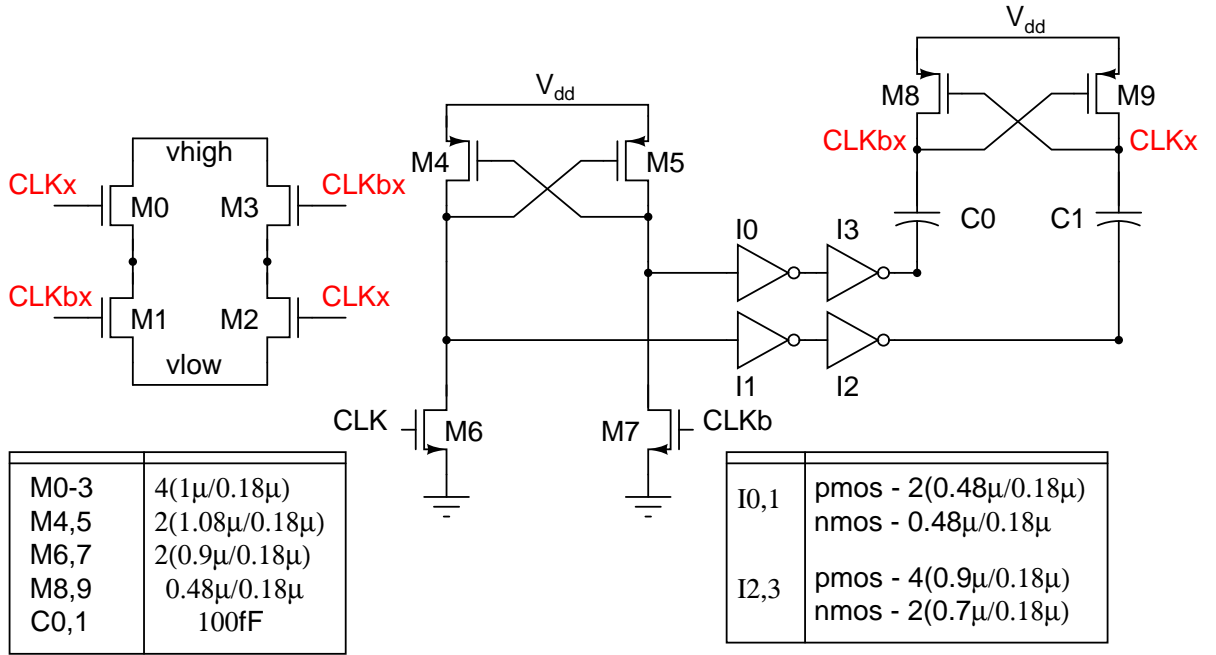 V_dd
V_dd
M8
M9
CLKbx
CLKx
vhigh
M4
M5
CLKx
CLKbx
M0
M3
C0
C1
I0
I3
CLKbx
CLKx
M1
M2
vlow
I1
I2
CLK
M6
M7
CLKb
M0-3 4(1μ/0.18μ)
M4,5 2(1.08μ/0.18μ)
M6,7 2(0.9μ/0.18μ)
M8,9 0.48μ/0.18μ
C0,1 100fF
I0,1 pmos - 2(0.48μ/0.18μ)
nmos - 0.48μ/0.18μ
I2,3 pmos - 4(0.9μ/0.18μ)
nmos - 2(0.7μ/0.18μ)